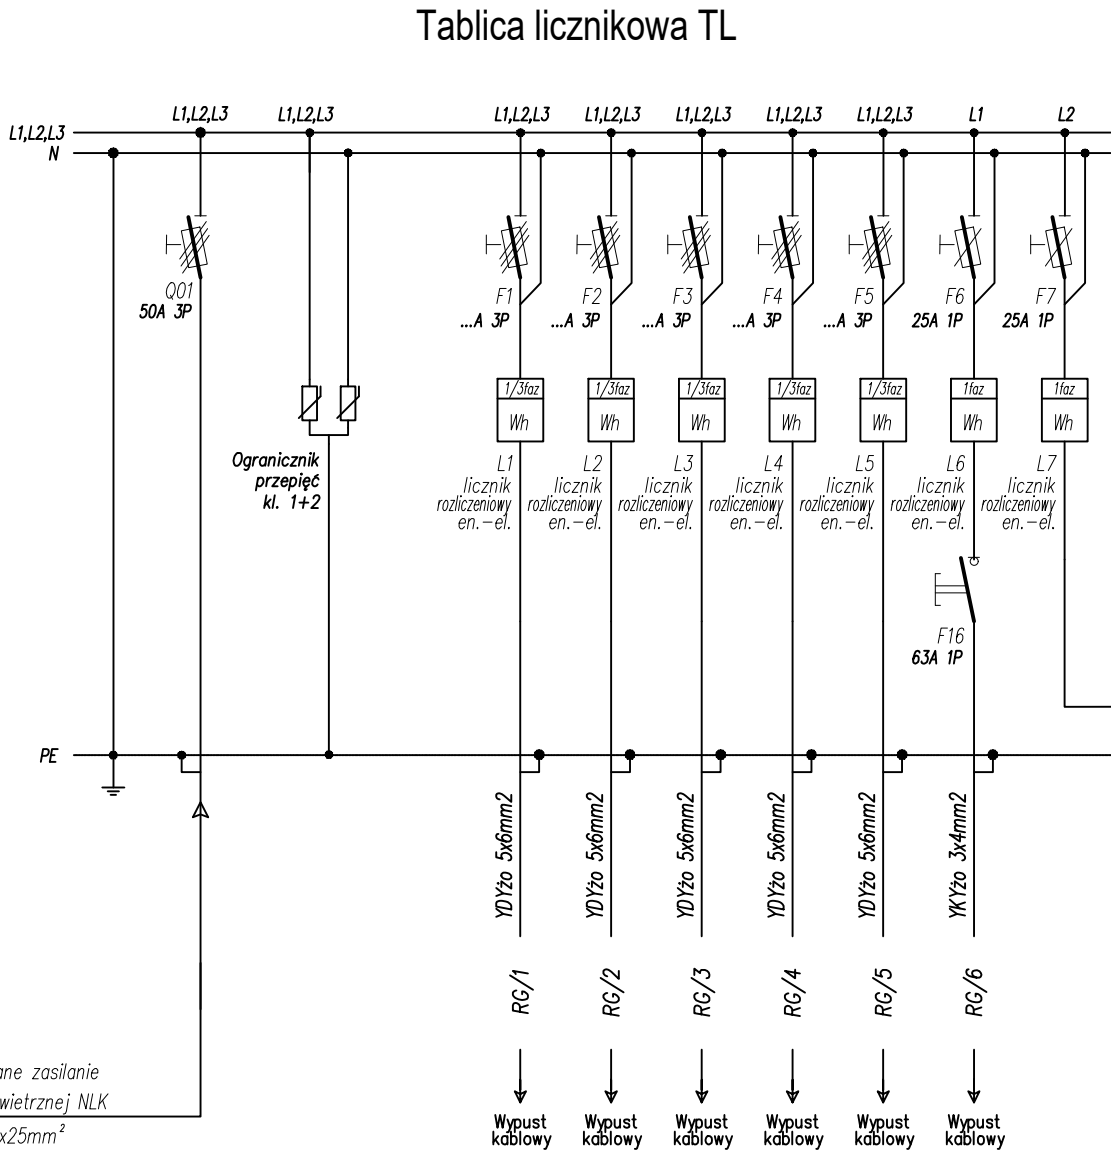 Tablica licznikowa TL
L1,L2,L3 L1,L2,L3 L1,L2,L3 L1,L2,L3 L1,L2,L3 L1,L2,L3 L1,L2,L3 L1 L2
L1,L2,L3
N
Q01 F1 F2 F3 F4 F5 F6 F7
50A 3P ...A 3P ...A 3P ...A 3P ...A 3P ...A 3P 25A 1P 25A 1P
1/3faz 1/3faz 1/3faz 1/3faz 1/3faz 1faz 1faz
Wh Wh Wh Wh Wh Wh Wh
Ogranicznik
przepięć
kl. 1+2
L1 L2 L3 L4 L5 L6 L7
licznik licznik licznik licznik licznik licznik licznik
rozliczeniowy rozliczeniowy rozliczeniowy rozliczeniowy rozliczeniowy rozliczeniowy rozliczeniowy
en.-el. en.-el. en.-el. en.-el. en.-el. en.-el. en.-el.
F16
63A 1P
PE
YDYżo 5x6mm2 YDYżo 5x6mm2 YDYżo 5x6mm2 YDYżo 5x6mm2 YDYżo 5x6mm2 YKYżo 3x4mm2
RG/1 RG/2 RG/3 RG/4 RG/5 RG/6
ane zasilanie
wietrznej NLK
x25mm²
Wypust Wypust Wypust Wypust Wypust Wypust
kablowy kablowy kablowy kablowy kablowy kablowy